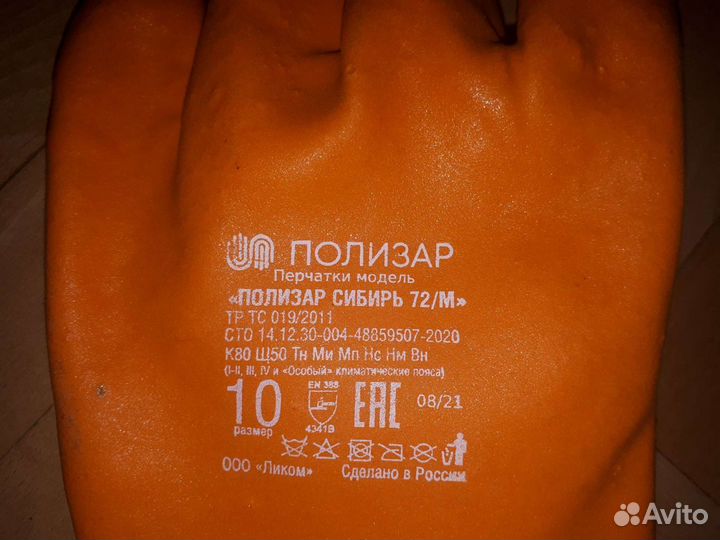 ПОЛИЗАР
Перчатки модель
«ПОЛИЗАР СИБИРЬ 72/М»
ТР ТС 019/2011
СТО 14.12.30-004-48859507-2020
К80 Щ50 Тн Ми Мп Нс Нм Вн
(I-II, III, IV и «Особый» климатические пояса)
10
размер
EN 388
4341В
EAC
08/21
ООО «Ликом» Сделано в России
Avito